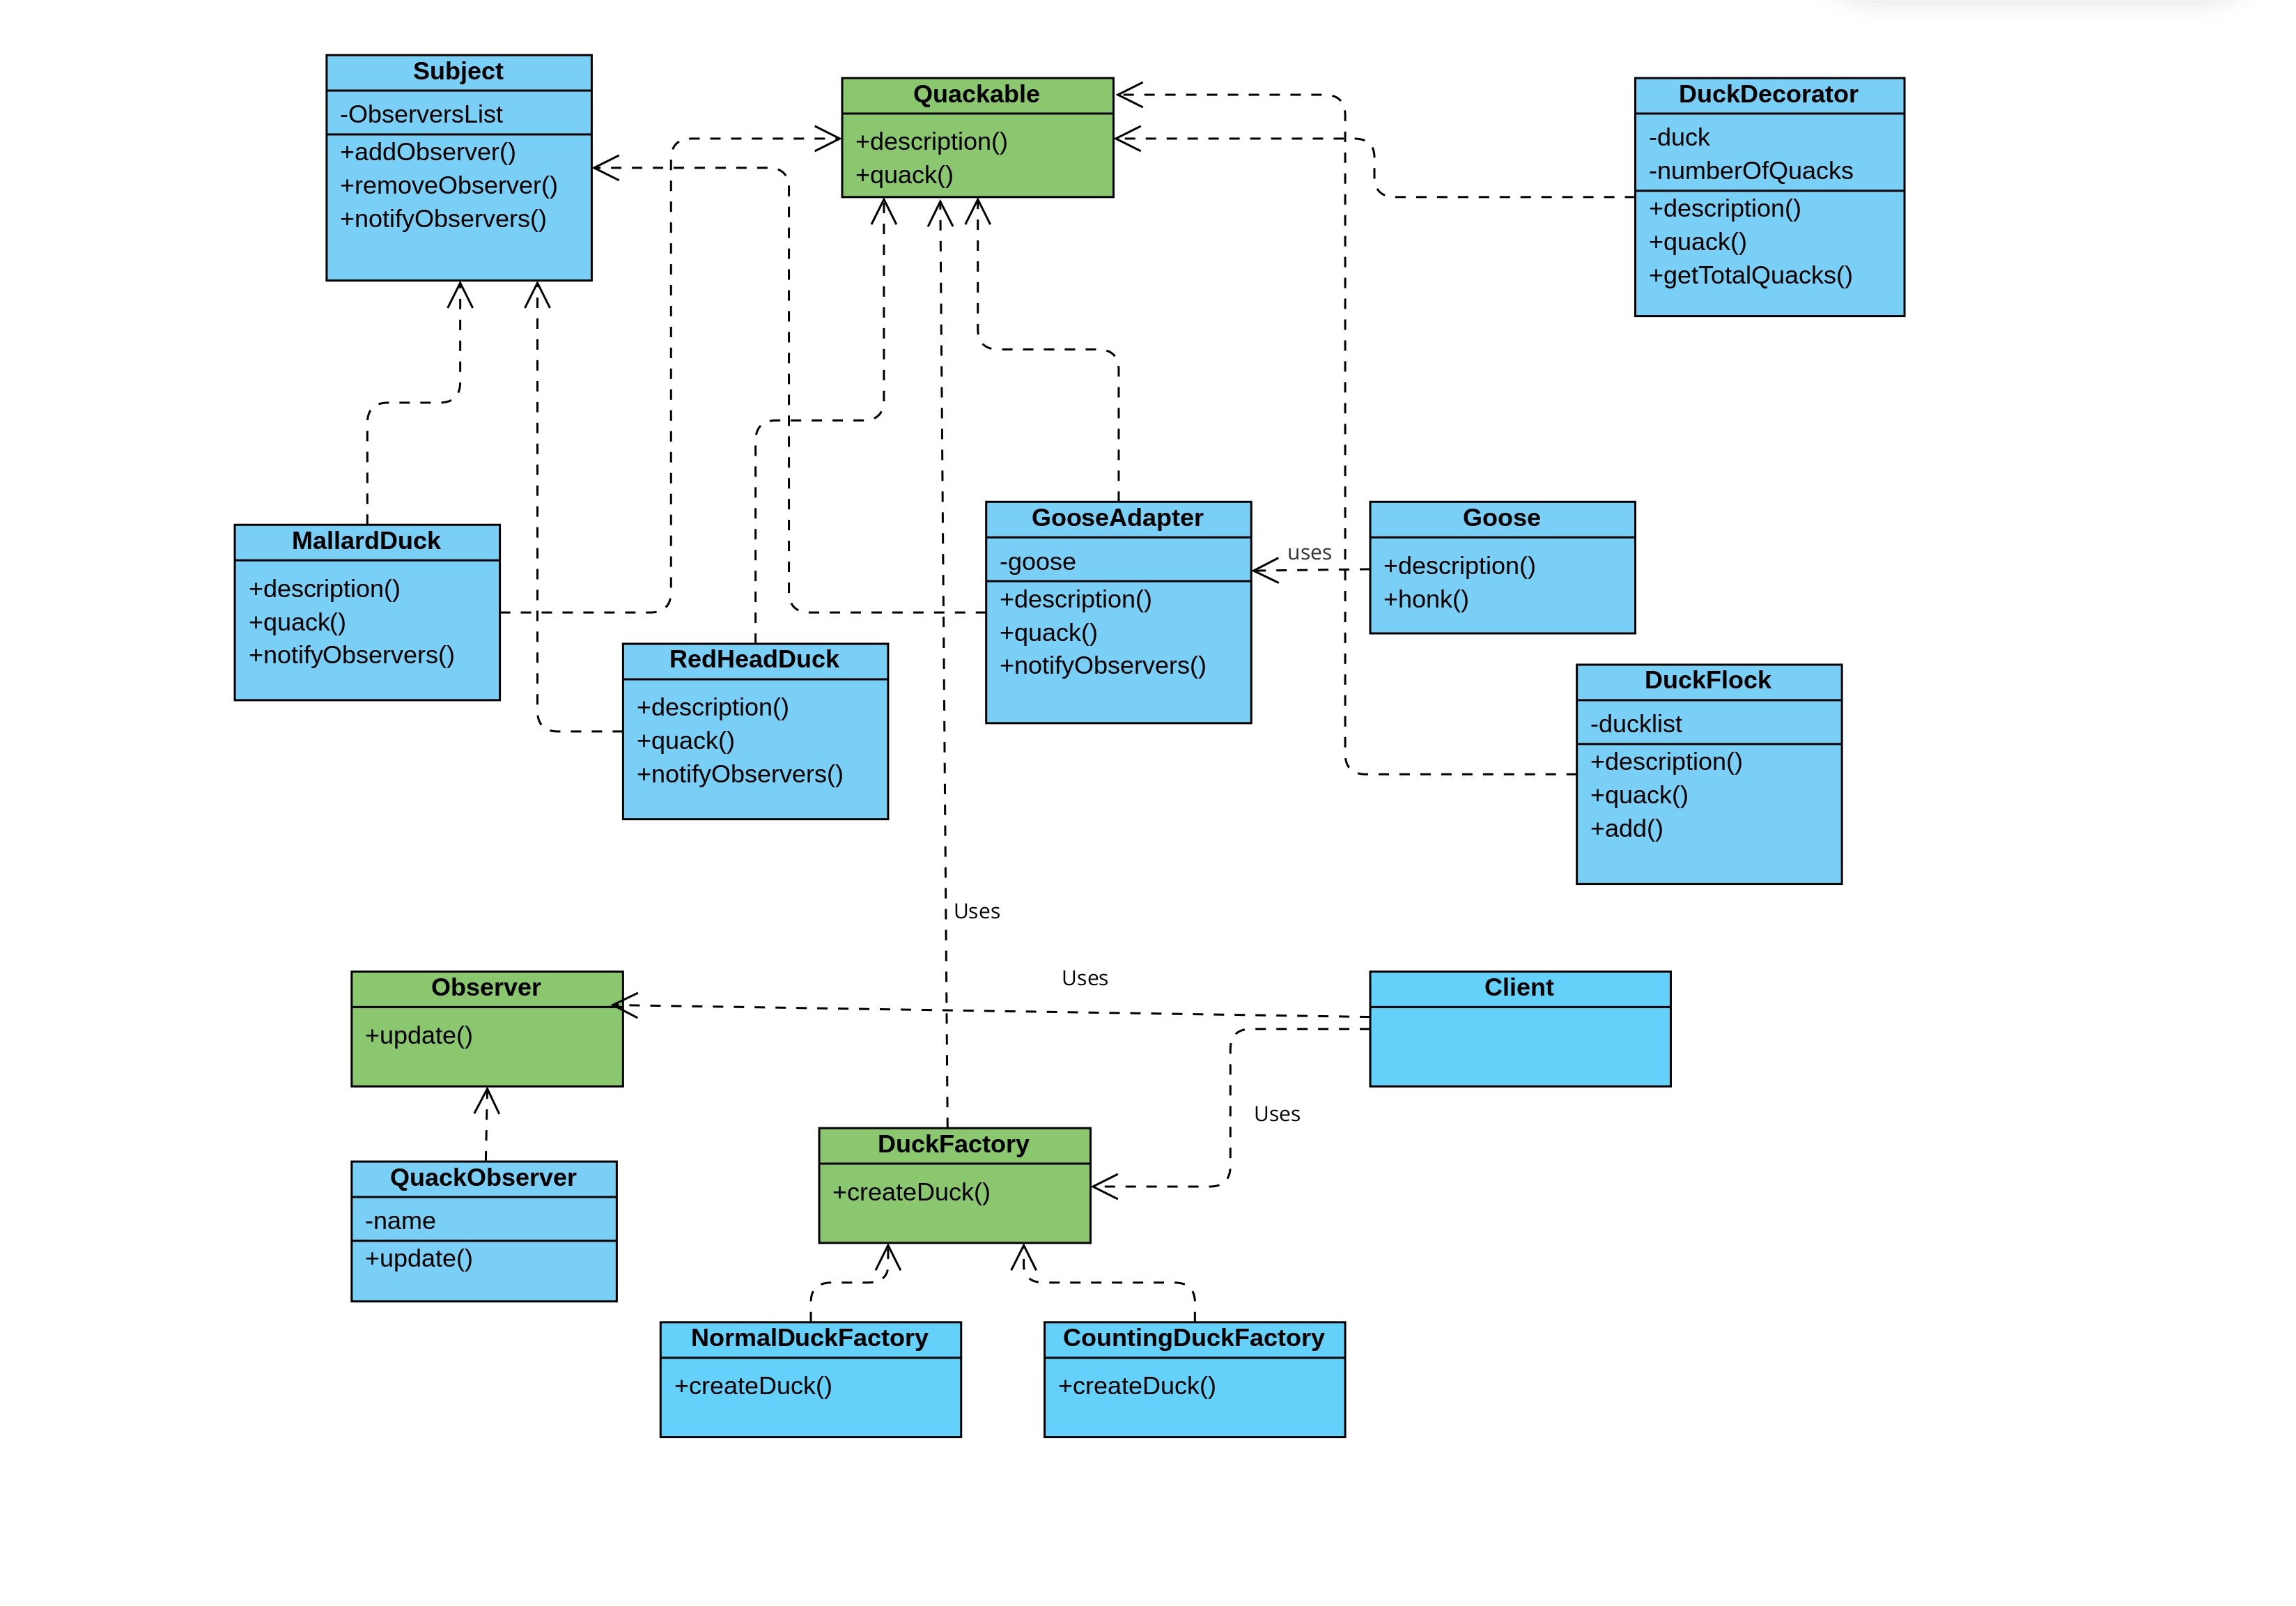 Subject
-ObserversList
+addObserver()
+removeObserver()
+notifyObservers()
Quackable
+description()
+quack()
DuckDecorator
-duck
-numberOfQuacks
+description()
+quack()
+getTotalQuacks()
MallardDuck
+description()
+quack()
+notifyObservers()
RedHeadDuck
+description()
+quack()
+notifyObservers()
GooseAdapter
-goose
+description()
+quack()
+notifyObservers()
uses
Goose
+description()
+honk()
DuckFlock
-ducklist
+description()
+quack()
+add()
Uses
Uses
Observer
+update()
Client
Uses
QuackObserver
-name
+update()
DuckFactory
+createDuck()
NormalDuckFactory
+createDuck()
CountingDuckFactory
+createDuck()